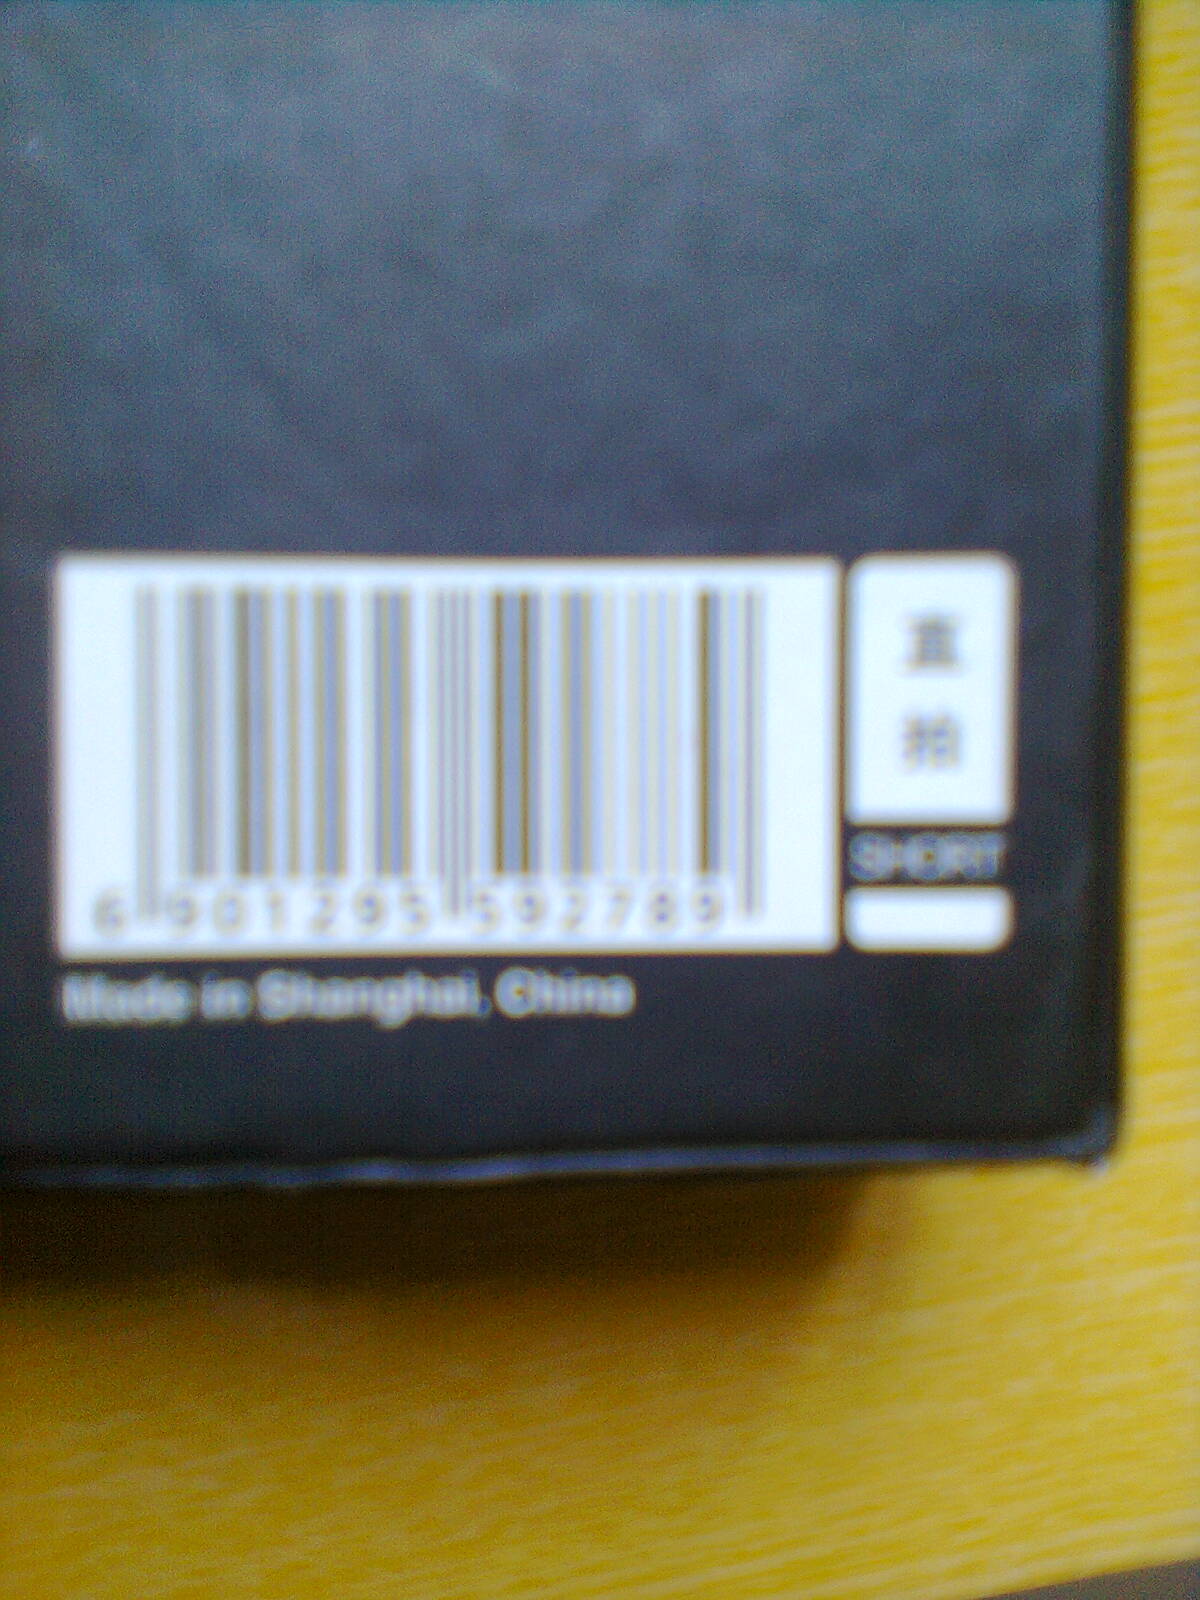 直
拍
SHORT
6 901295 592789
Made in Shanghai, China